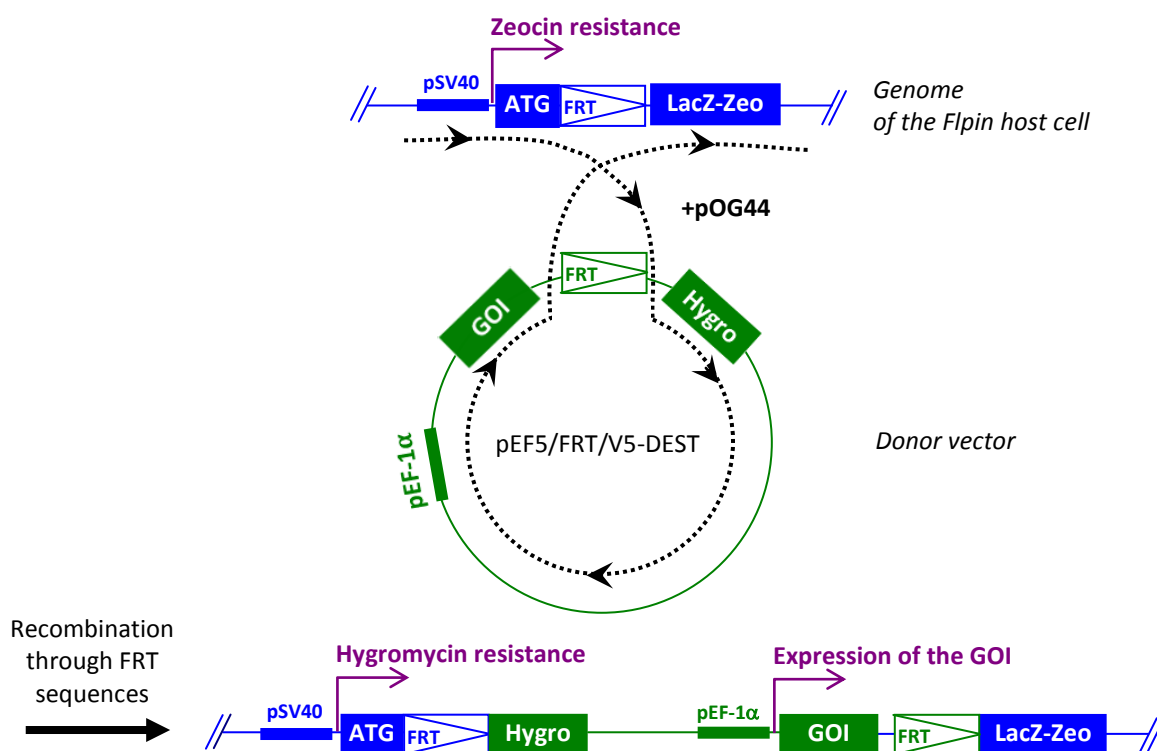 Zeocin resistance
pSV40
ATG
FRT
LacZ-Zeo
Genome
of the Flpin host cell
+pOG44
FRT
GOI
Hygro
pEF-1α
pEF5/FRT/V5-DEST
Donor vector
Recombination
through FRT
sequences
Hygromycin resistance
Expression of the GOI
pSV40
pEF-1α
ATG
FRT
Hygro
GOI
FRT
LacZ-Zeo